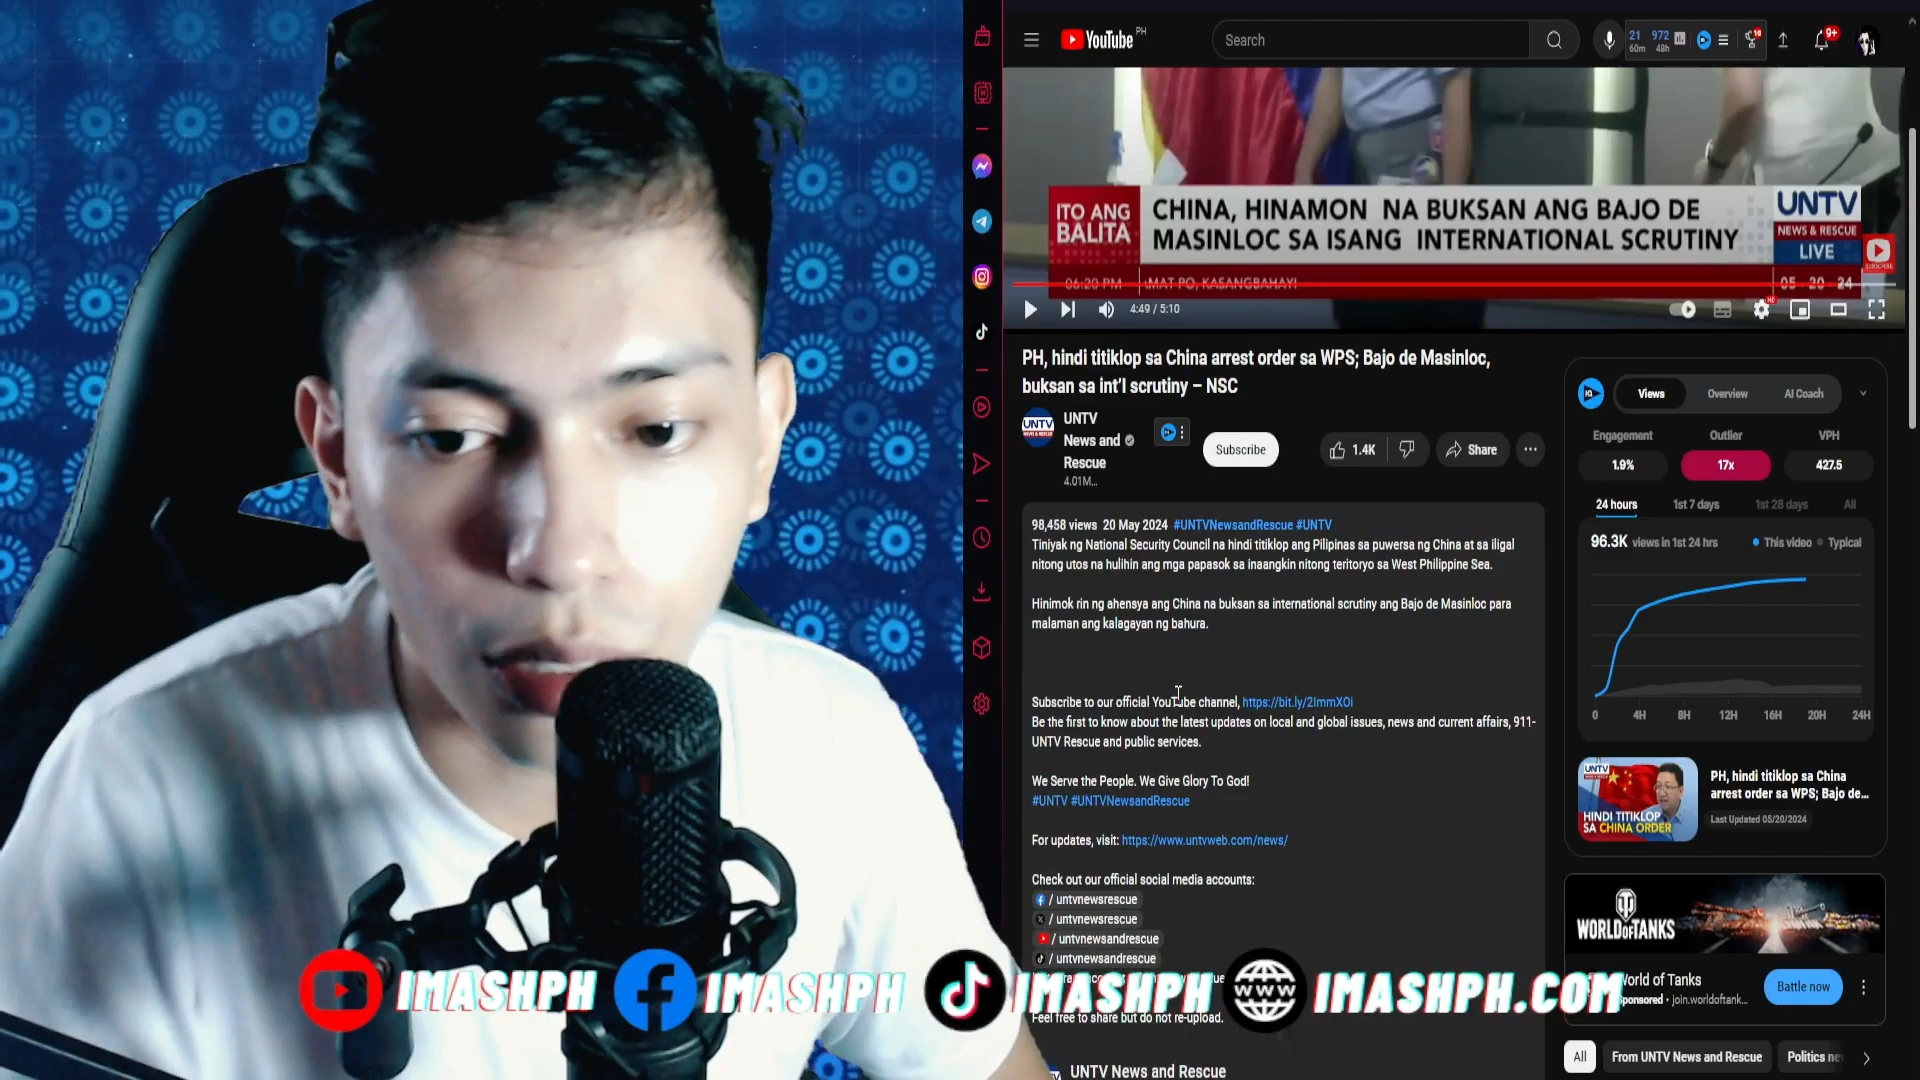 YouTube PH
Search
21
60m
972
48h
10
9+
ITO ANG
BALITA
CHINA, HINAMON NA BUKSAN ANG BAJO DE
MASINLOC SA ISANG INTERNATIONAL SCRUTINY
UNTV
NEWS & RESCUE
LIVE
SUBSCRIBE
06:20 PM
MAT PO, KASANGBAHAY!
05 20 24
4:49 / 5:10
HD
PH, hindi titiklop sa China arrest order sa WPS; Bajo de Masinloc,
buksan sa int'l scrutiny – NSC
UNTV
News and
Rescue
4.01M...
Subscribe
1.4K
Share
98,458 views 20 May 2024 #UNTVNewsandRescue #UNTV
Tiniyak ng National Security Council na hindi titiklop ang Pilipinas sa puwersa ng China at sa iligal
nitong utos na hulihin ang mga papasok sa inaangkin nitong teritoryo sa West Philippine Sea.
Hinimok rin ng ahensya ang China na buksan sa international scrutiny ang Bajo de Masinloc para
malaman ang kalagayan ng bahura.
Subscribe to our official YouTube channel, https://bit.ly/2ImmXOi
Be the first to know about the latest updates on local and global issues, news and current affairs, 911-
UNTV Rescue and public services.
We Serve the People. We Give Glory To God!
#UNTV #UNTVNewsandRescue
For updates, visit: https://www.untvweb.com/news/
Check out our official social media accounts:
/ untvnewsrescue
/ untvnewsrescue
/ untvnewsandrescue
/ untvnewsandrescue
Feel free to share but do not re-upload.
UNTV News and Rescue
Views
Overview
AI Coach
Engagement
Outlier
VPH
1.9%
17x
427.5
24 hours
1st 7 days
1st 28 days
All
96.3K views in 1st 24 hrs
This video
Typical
0 4H 8H 12H 16H 20H 24H
UNTV
HINDI TITIKLOP
SA CHINA ORDER
PH, hindi titiklop sa China
arrest order sa WPS; Bajo de...
Last Updated 05/20/2024
WORLD OF TANKS
World of Tanks
Sponsored • join.worldoftank...
Battle now
All
From UNTV News and Rescue
Politics ne
IMASHPH
IMASHPH
IMASHPH
WWW
IMASHPH.COM